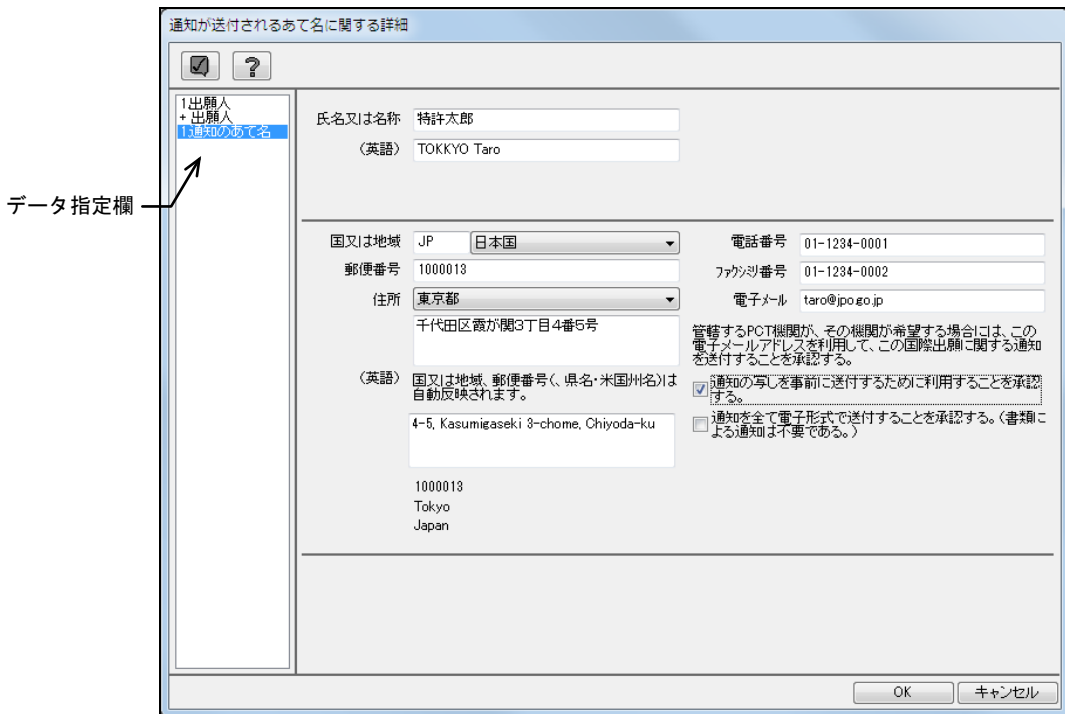 通知が送付されるあて名に関する詳細
?
1出願人
+ 出願人
1通知のあて名
データ指定欄
氏名又は名称 特許太郎
（英語） TOKKYO Taro
国又は地域 JP 日本国
郵便番号 1000013
住所 東京都
千代田区霞が関3丁目4番5号
（英語） 国又は地域、郵便番号(、県名・米国州名)は
自動反映されます。
4-5, Kasumigaseki 3-chome, Chiyoda-ku
1000013
Tokyo
Japan
電話番号 01-1234-0001
ﾌｧｸｼﾐﾘ番号 01-1234-0002
電子ﾒｰﾙ taro@jpo.go.jp
管轄するPCT機関が、その機関が希望する場合には、この
電子メールアドレスを利用して、この国際出願に関する通知
を送付することを承認する。
通知の写しを事前に送付するために利用することを承認
する。
通知を全て電子形式で送付することを承認する。（書類に
よる通知は不要である。）
OK キャンセル